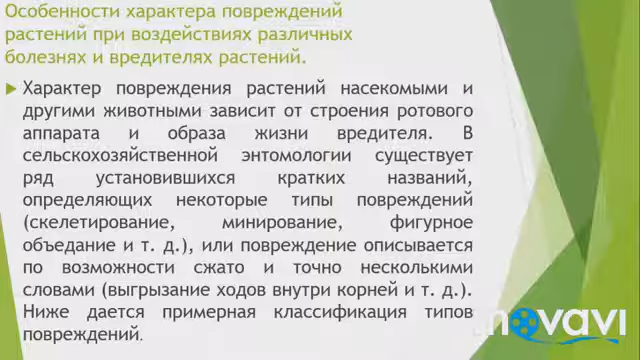 Особенности характера повреждений
растений при воздействиях различных
болезнях и вредителях растений.
Характер повреждения растений насекомыми и
другими животными зависит от строения ротового
аппарата и образа жизни вредителя. В
сельскохозяйственной энтомологии существует
ряд установившихся кратких названий,
определяющих некоторые типы повреждений
(скелетирование, минирование, фигурное
объедание и т. д.), или повреждение описывается
по возможности сжато и точно несколькими
словами (выгрызание ходов внутри корней и т. д.).
Ниже дается примерная классификация типов
повреждений.
movavi